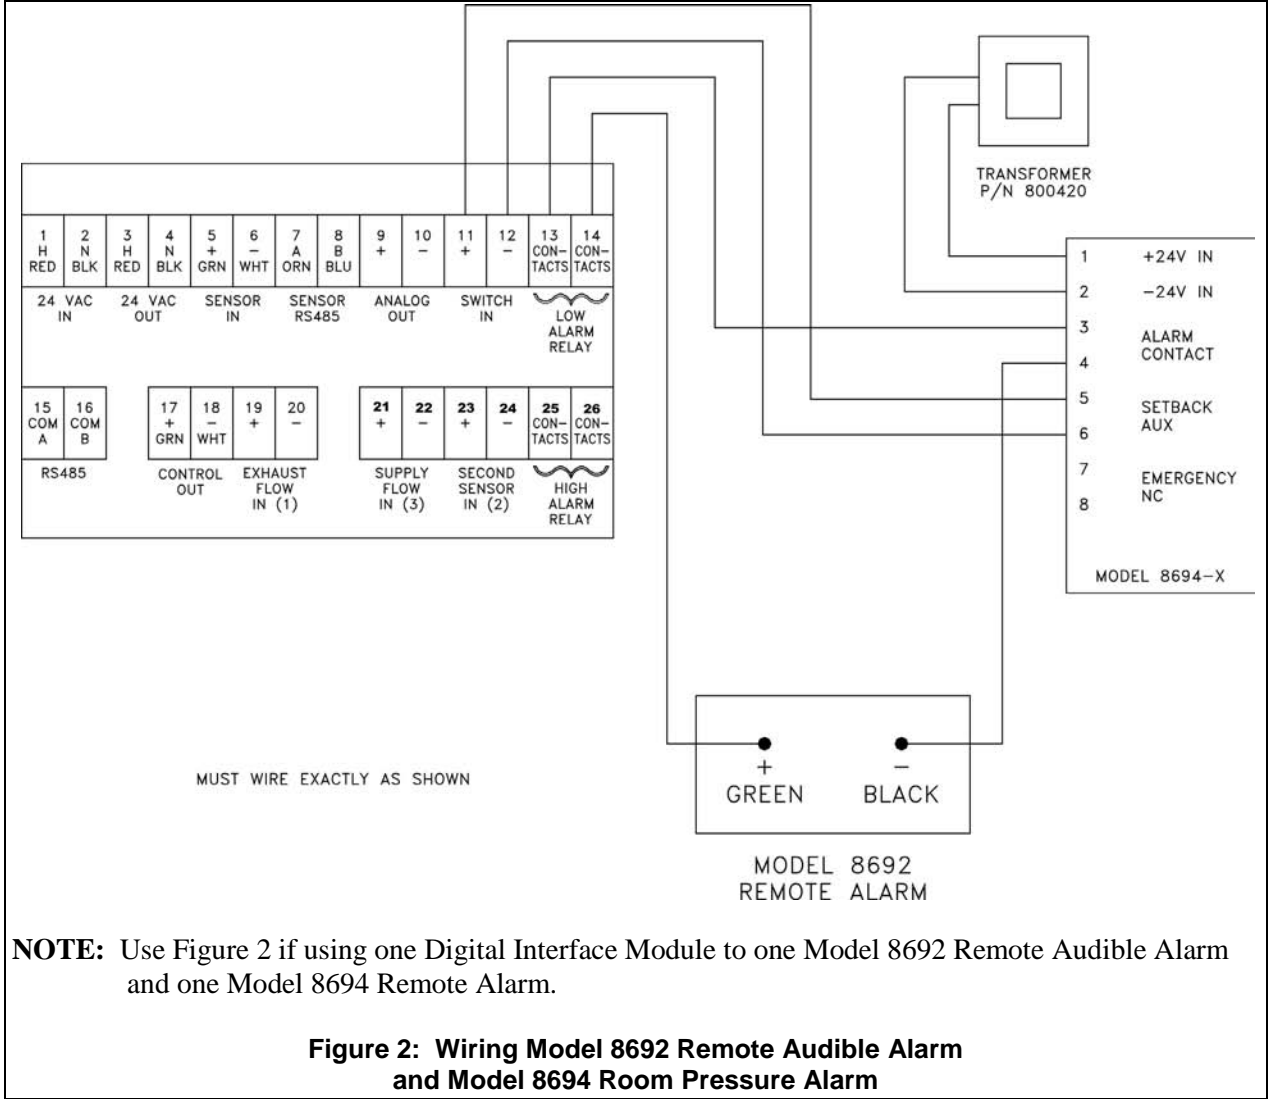 TRANSFORMER
P/N 800420
1 2 3 4 5 6 7 8 9 10 11 12 13 14
H N H N + − A B + − + − CON- CON-
RED BLK RED BLK GRN WHT ORN BLU TACTS TACTS
24 VAC 24 VAC SENSOR SENSOR ANALOG SWITCH LOW
IN OUT IN RS485 OUT IN ALARM
RELAY
15 16 17 18 19 20 21 22 23 24 25 26
COM COM + − + − + − + − CON- CON-
A B GRN WHT TACTS TACTS
RS485 CONTROL EXHAUST SUPPLY SECOND HIGH
OUT FLOW FLOW SENSOR ALARM
IN (1) IN (3) IN (2) RELAY
1 +24V IN
2 −24V IN
3 ALARM
4 CONTACT
5 SETBACK
6 AUX
7 EMERGENCY
8 NC
MODEL 8694-X
MUST WIRE EXACTLY AS SHOWN
+ −
GREEN BLACK
MODEL 8692
REMOTE ALARM
NOTE: Use Figure 2 if using one Digital Interface Module to one Model 8692 Remote Audible Alarm
and one Model 8694 Remote Alarm.
Figure 2: Wiring Model 8692 Remote Audible Alarm
and Model 8694 Room Pressure Alarm